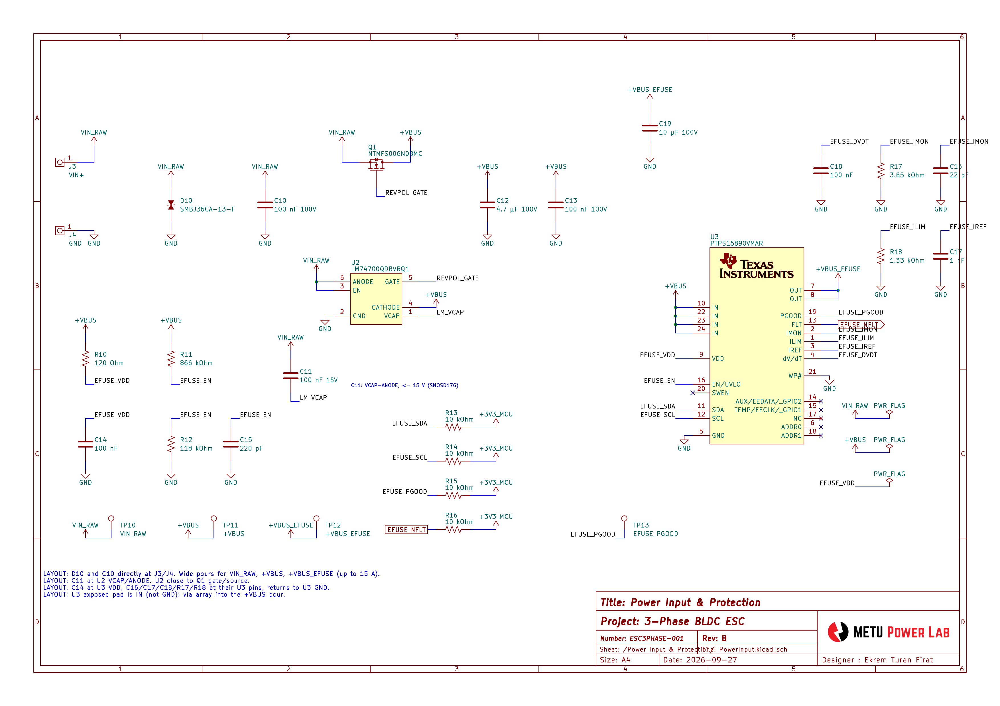 1 2 3 4 5 6
A
B
C
D
A
B
C
D
1 2 3 4 5 6
VIN_RAW
1
J3
VIN+
1
J4
GND
GND
VIN_RAW
D10
SMBJ36CA-13-F
GND
VIN_RAW
C10
100 nF 100V
GND
VIN_RAW
+VBUS
Q1
NTMFS006N08MC
REVPOL_GATE
+VBUS
C12
4.7 µF 100V
GND
+VBUS
C13
100 nF 100V
GND
+VBUS_EFUSE
C19
10 µF 100V
GND
EFUSE_DVDT
C18
100 nF
GND
EFUSE_IMON
R17
3.65 kOhm
GND
EFUSE_IMON
C16
22 pF
GND
EFUSE_ILIM
R18
1.33 kOhm
GND
EFUSE_IREF
C17
1 nF
GND
VIN_RAW
U2
LM74700QDBVRQ1
6 ANODE
3 EN
2 GND
GATE 5
CATHODE 4
VCAP 1
REVPOL_GATE
+VBUS
LM_VCAP
GND
VIN_RAW
C11
100 nF 16V
LM_VCAP
C11: VCAP-ANODE, <= 15 V (SNOSD17G)
+VBUS
R10
120 Ohm
EFUSE_VDD
+VBUS
R11
866 kOhm
EFUSE_EN
EFUSE_VDD
C14
100 nF
GND
EFUSE_EN
R12
118 kOhm
GND
EFUSE_EN
C15
220 pF
GND
EFUSE_SDA
R13
10 kOhm
+3V3_MCU
EFUSE_SCL
R14
10 kOhm
+3V3_MCU
EFUSE_PGOOD
R15
10 kOhm
+3V3_MCU
EFUSE_NFLT
R16
10 kOhm
+3V3_MCU
U3
PTPS16890VMAR
TEXAS
INSTRUMENTS
+VBUS
10 IN
22 IN
23 IN
24 IN
EFUSE_VDD 9 VDD
EFUSE_EN 16 EN/UVLO
20 SWEN
EFUSE_SDA 11 SDA
EFUSE_SCL 12 SCL
5 GND
GND
+VBUS_EFUSE
OUT 7
OUT 8
PGOOD 19 EFUSE_PGOOD
FLT 13 EFUSE_NFLT
IMON 2 EFUSE_IMON
ILIM 1 EFUSE_ILIM
IREF 3 EFUSE_IREF
dV/dT 4 EFUSE_DVDT
WP# 21
GND
AUX/EEDATA/_GPIO2 14
TEMP/EECLK/_GPIO1 15
NC 17
ADDR0 6
ADDR1 18
VIN_RAW PWR_FLAG
+VBUS PWR_FLAG
PWR_FLAG
EFUSE_VDD
VIN_RAW
TP10
VIN_RAW
+VBUS
TP11
+VBUS
+VBUS_EFUSE
TP12
+VBUS_EFUSE
EFUSE_PGOOD
TP13
EFUSE_PGOOD
LAYOUT: D10 and C10 directly at J3/J4. Wide pours for VIN_RAW, +VBUS, +VBUS_EFUSE (up to 15 A).
LAYOUT: C11 at U2 VCAP/ANODE. U2 close to Q1 gate/source.
LAYOUT: C14 at U3 VDD, C16/C17/C18/R17/R18 at their U3 pins, returns to U3 GND.
LAYOUT: U3 exposed pad is IN (not GND): via array into the +VBUS pour.
Title: Power Input & Protection
Project: 3-Phase BLDC ESC
Number: ESC3PHASE-001
Rev: B
Sheet: /Power Input & Protection/
File: PowerInput.kicad_sch
Size: A4
Date: 2026-09-27
METU POWER LAB
Designer : Ekrem Turan Firat